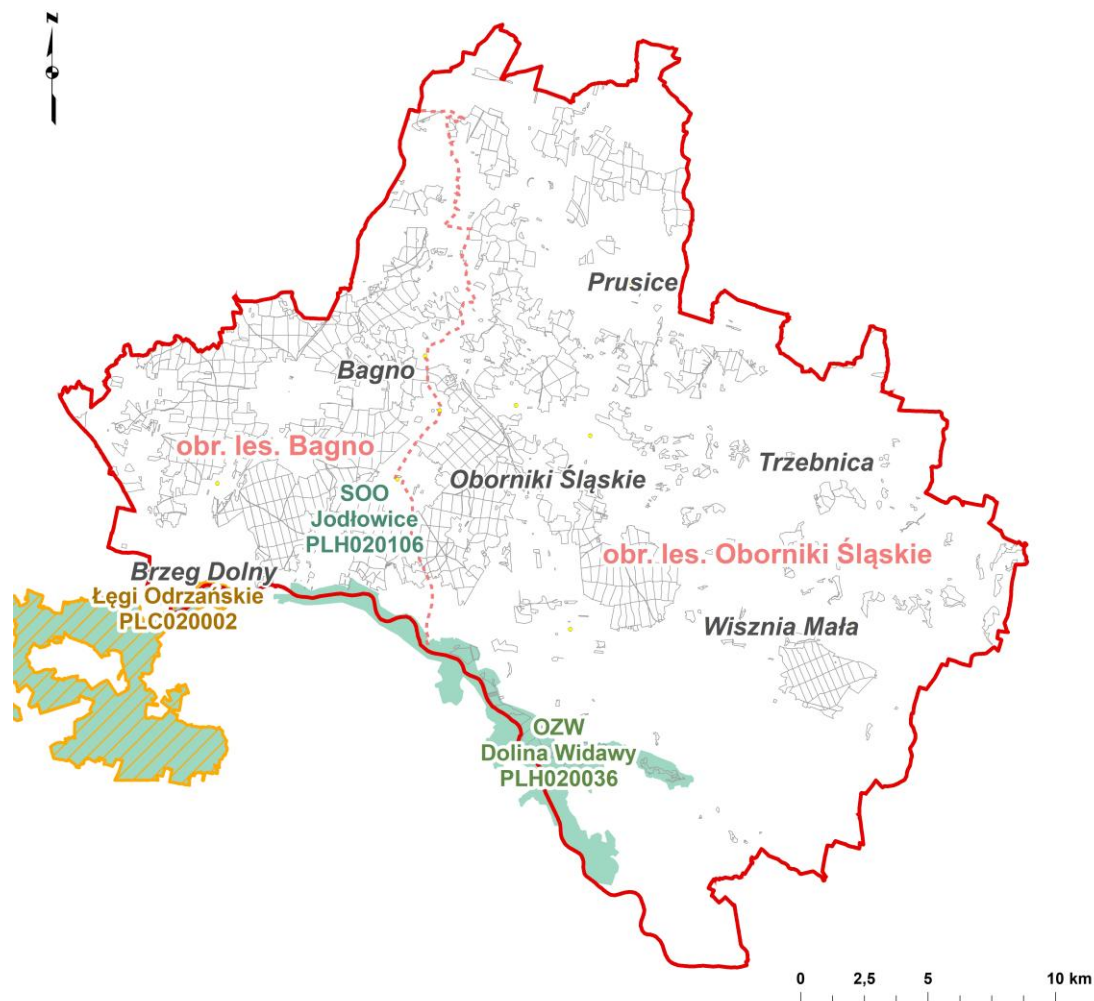 N
Prusice
Bagno
obr. les. Bagno
Oborniki Śląskie
Trzebnica
SOO
Jodłowice
PLH020106
obr. les. Oborniki Śląskie
Brzeg Dolny
Łęgi Odrzańskie
PLC020002
Wisznia Mała
OZW
Dolina Widawy
PLH020036
0 2,5 5 10 km